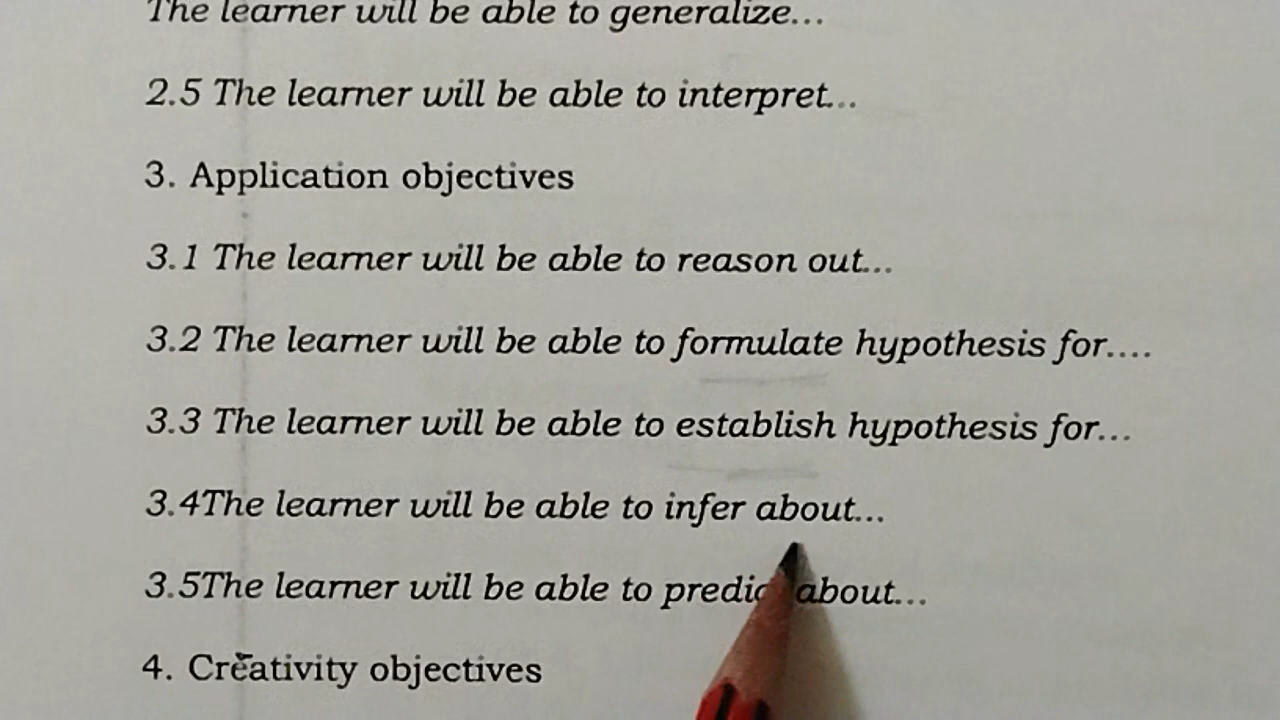 The learner will be able to generalize...
2.5 The learner will be able to interpret...
3. Application objectives
3.1 The learner will be able to reason out...
3.2 The learner will be able to formulate hypothesis for....
3.3 The learner will be able to establish hypothesis for...
3.4The learner will be able to infer about...
3.5The learner will be able to predic about...
4. Creativity objectives